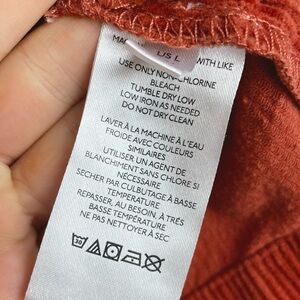 US L
WITH LIKE
USE ONLY NON-CHLORINE
BLEACH
TUMBLE DRY LOW
LOW IRON AS NEEDED
DO NOT DRY CLEAN
LAVER À LA MACHINE À L'EAU
FROIDE AVEC COULEURS
SIMILAIRES
UTILISER UN AGENT DE
BLANCHIMENT SANS CHLORE SI
NÉCESSAIRE
SÉCHER PAR CULBUTAGE À BASSE
TEMPÉRATURE
REPASSER, AU BESOIN, À TRÈS
BASSE TEMPÉRATURE
NE PAS NETTOYER À SEC
30